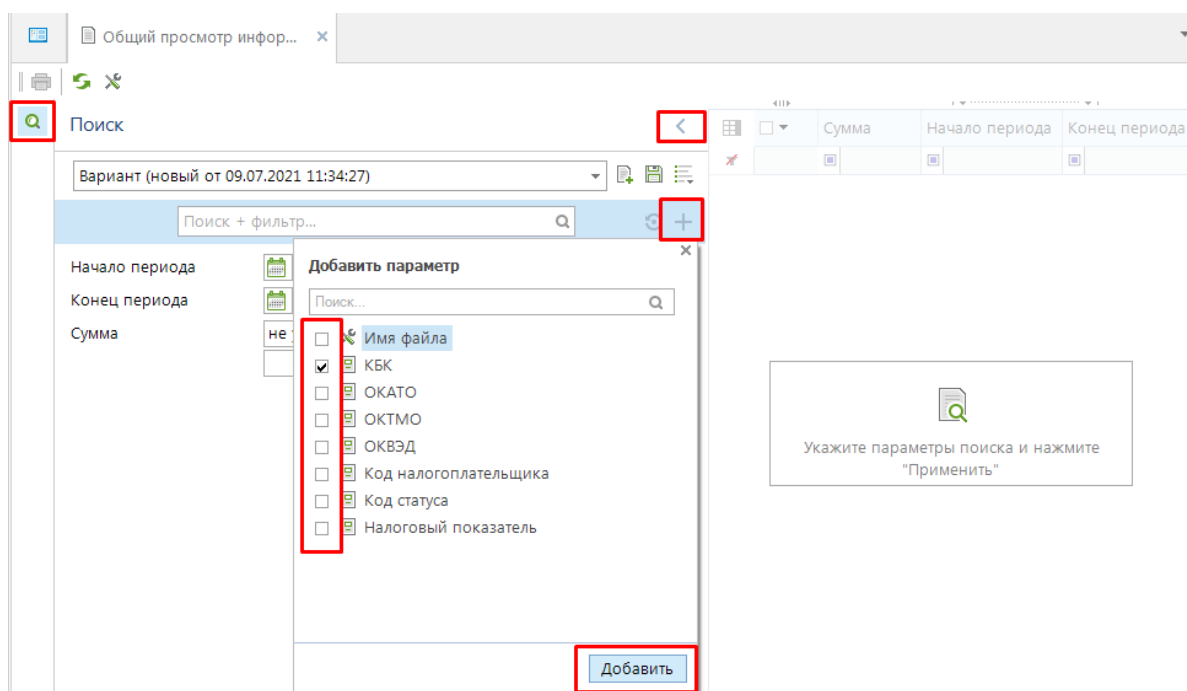 Общий просмотр инфор...
Поиск
Сумма Начало периода Конец периода
Вариант (новый от 09.07.2021 11:34:27)
Поиск + фильтр...
Начало периода
Конец периода
Сумма
не
Добавить параметр
Поиск...
Имя файла
КБК
ОКАТО
ОКТМО
ОКВЭД
Код налогоплательщика
Код статуса
Налоговый показатель
Добавить
Укажите параметры поиска и нажмите
"Применить"